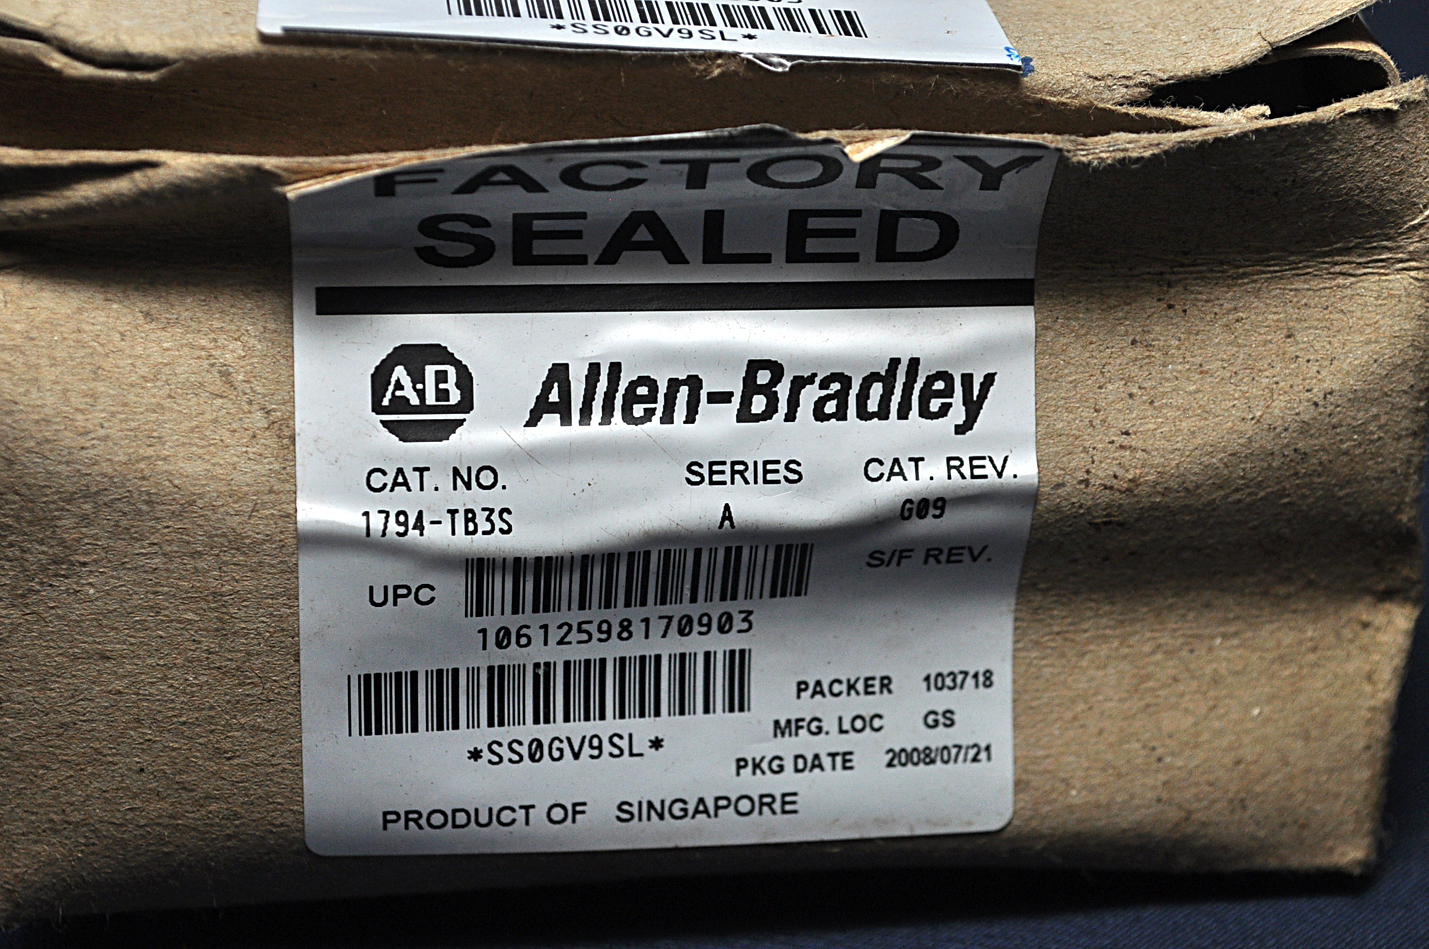 *SS0GV9SL*
FACTORY
SEALED
A·B Allen-Bradley
CAT. NO. SERIES CAT. REV.
1794-TB3S A G09
S/F REV.
UPC
10612598170903
PACKER 103718
MFG. LOC GS
*SS0GV9SL*
PKG DATE 2008/07/21
PRODUCT OF SINGAPORE